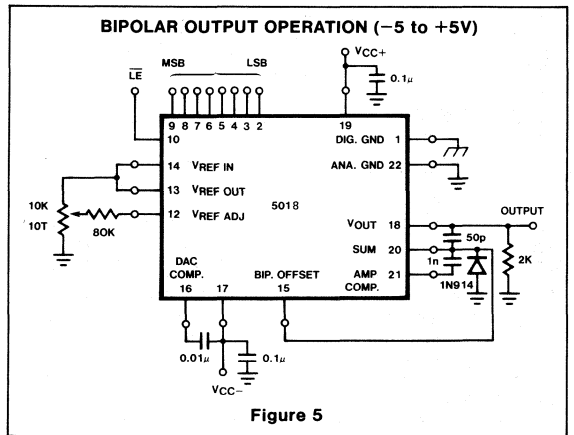 BIPOLAR OUTPUT OPERATION (−5 to +5V)
VCC+
LE MSB LSB
0.1µ
9 8 7 6 5 4 3 2 19
10 DIG. GND 1
14 VREF IN ANA. GND 22
13 VREF OUT
10K
10T
80K
12 VREF ADJ
5018
VOUT 18 OUTPUT
50p
SUM 20
1n 2K
DAC
COMP. BIP. OFFSET AMP
COMP. 21
1N914
16 17 15
0.01µ 0.1µ
VCC−
Figure 5